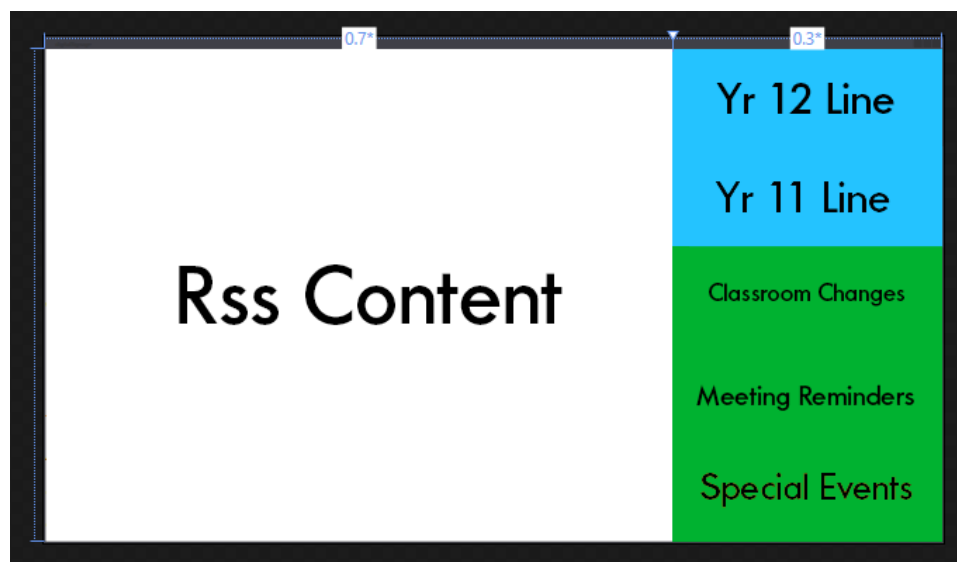 0.7*
0.3*
Yr 12 Line
Yr 11 Line
Rss Content
Classroom Changes
Meeting Reminders
Special Events